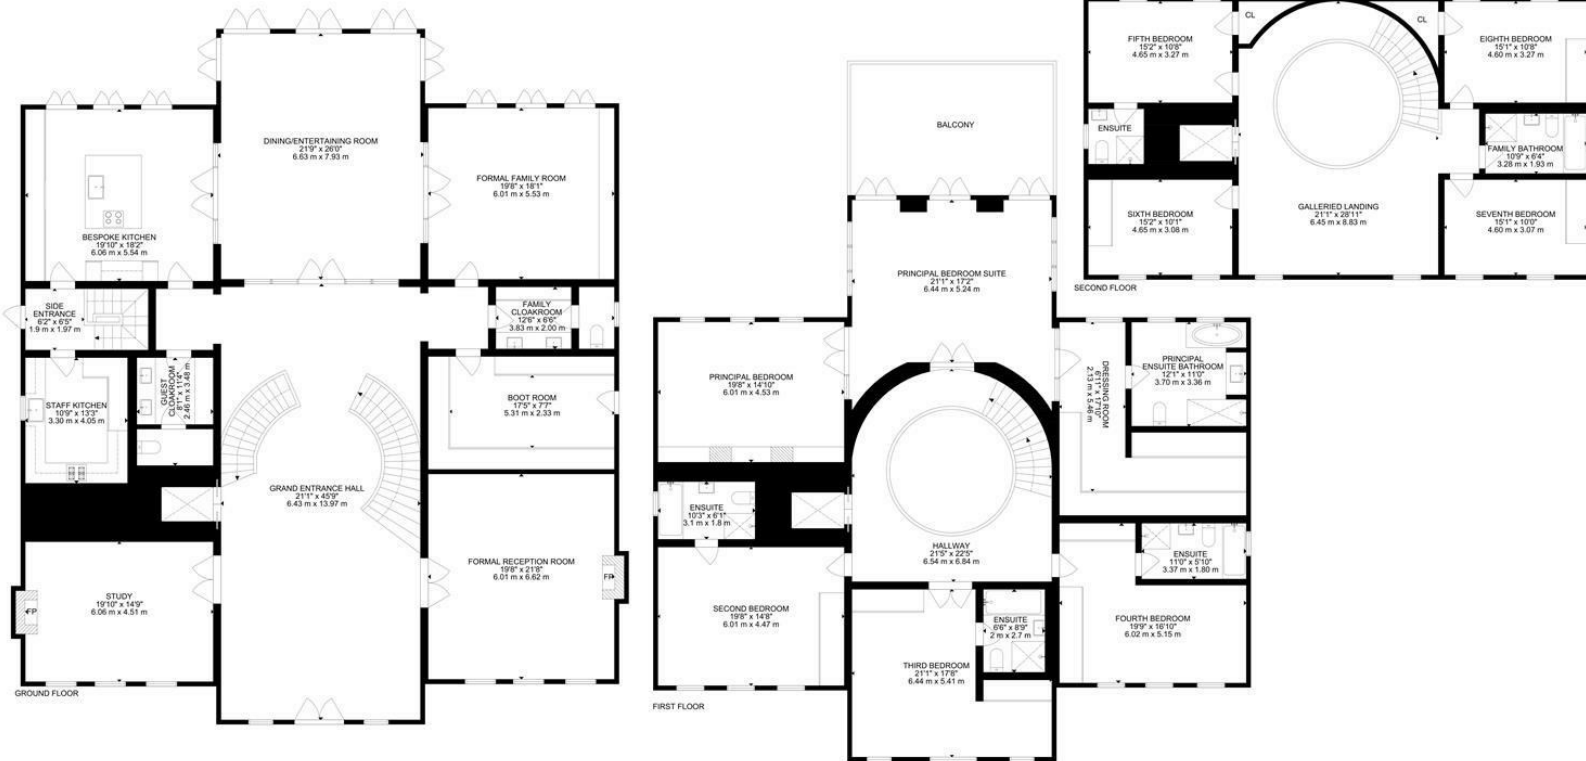 DINING/ENTERTAINING ROOM
21'9" x 26'0"
6.63 m x 7.93 m
FORMAL FAMILY ROOM
19'8" x 18'1"
6.01 m x 5.53 m
BESPOKE KITCHEN
19'10" x 18'2"
6.06 m x 5.54 m
SIDE
ENTRANCE
6'2" x 6'5"
1.9 m x 1.97 m
FAMILY
CLOAKROOM
12'6" x 6'6"
3.83 m x 2.00 m
GUEST
CLOAKROOM
8'1" x 11'4"
2.46 m x 3.48 m
STAFF KITCHEN
10'9" x 13'3"
3.30 m x 4.05 m
BOOT ROOM
17'5" x 7'7"
5.31 m x 2.33 m
GRAND ENTRANCE HALL
21'1" x 45'9"
6.43 m x 13.97 m
FORMAL RECEPTION ROOM
19'8" x 21'8"
6.01 m x 6.62 m
FP
STUDY
19'10" x 14'9"
6.06 m x 4.51 m
FP
GROUND FLOOR
BALCONY
PRINCIPAL BEDROOM SUITE
21'1" x 17'2"
6.44 m x 5.24 m
PRINCIPAL BEDROOM
19'8" x 14'10"
6.01 m x 4.53 m
DRESSING ROOM
6'11" x 17'10"
2.13 m x 5.46 m
PRINCIPAL
ENSUITE BATHROOM
12'1" x 11'0"
3.70 m x 3.36 m
ENSUITE
10'3" x 6'1"
3.1 m x 1.8 m
HALLWAY
21'5" x 22'5"
6.54 m x 6.84 m
ENSUITE
11'0" x 5'10"
3.37 m x 1.80 m
SECOND BEDROOM
19'8" x 14'8"
6.01 m x 4.47 m
ENSUITE
6'6" x 8'9"
2 m x 2.7 m
FOURTH BEDROOM
19'9" x 16'10"
6.02 m x 5.15 m
THIRD BEDROOM
21'1" x 17'8"
6.44 m x 5.41 m
FIRST FLOOR
CL
CL
FIFTH BEDROOM
15'2" x 10'8"
4.65 m x 3.27 m
EIGHTH BEDROOM
15'1" x 10'8"
4.60 m x 3.27 m
ENSUITE
FAMILY BATHROOM
10'9" x 6'4"
3.28 m x 1.93 m
GALLERIED LANDING
21'1" x 28'11"
6.45 m x 8.83 m
SIXTH BEDROOM
15'2" x 10'1"
4.65 m x 3.08 m
SEVENTH BEDROOM
15'1" x 10'0"
4.60 m x 3.07 m
SECOND FLOOR